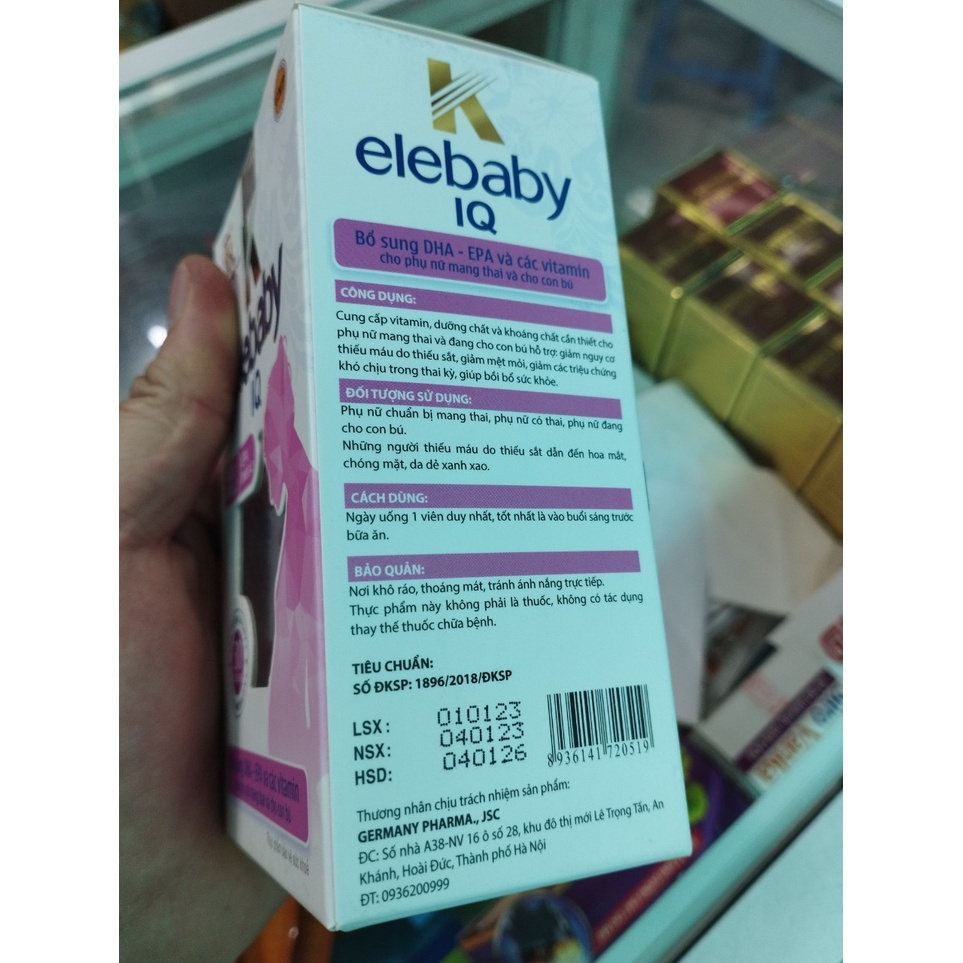 K
elebaby
IQ
Bổ sung DHA - EPA và các vitamin
cho phụ nữ mang thai và cho con bú
CÔNG DỤNG:
Cung cấp vitamin, dưỡng chất và khoáng chất cần thiết cho
phụ nữ mang thai và đang cho con bú hỗ trợ: giảm nguy cơ
thiếu máu do thiếu sắt, giảm mệt mỏi, giảm các triệu chứng
khó chịu trong thai kỳ, giúp bồi bổ sức khỏe.
ĐỐI TƯỢNG SỬ DỤNG:
Phụ nữ chuẩn bị mang thai, phụ nữ có thai, phụ nữ đang
cho con bú.
Những người thiếu máu do thiếu sắt dẫn đến hoa mắt,
chóng mặt, da dẻ xanh xao.
CÁCH DÙNG:
Ngày uống 1 viên duy nhất, tốt nhất là vào buổi sáng trước
bữa ăn.
BẢO QUẢN:
Nơi khô ráo, thoáng mát, tránh ánh nắng trực tiếp.
Thực phẩm này không phải là thuốc, không có tác dụng
thay thế thuốc chữa bệnh.
TIÊU CHUẨN:
SỐ ĐKSP: 1896/2018/ĐKSP
LSX: 010123
NSX: 040123
HSD: 040126
8936141720519
Thương nhân chịu trách nhiệm sản phẩm:
GERMANY PHARMA., JSC
ĐC: Số nhà A38-NV 16 ô số 28, khu đô thị mới Lê Trọng Tấn, An
Khánh, Hoài Đức, Thành phố Hà Nội
ĐT: 0936200999
elebaby
IQ